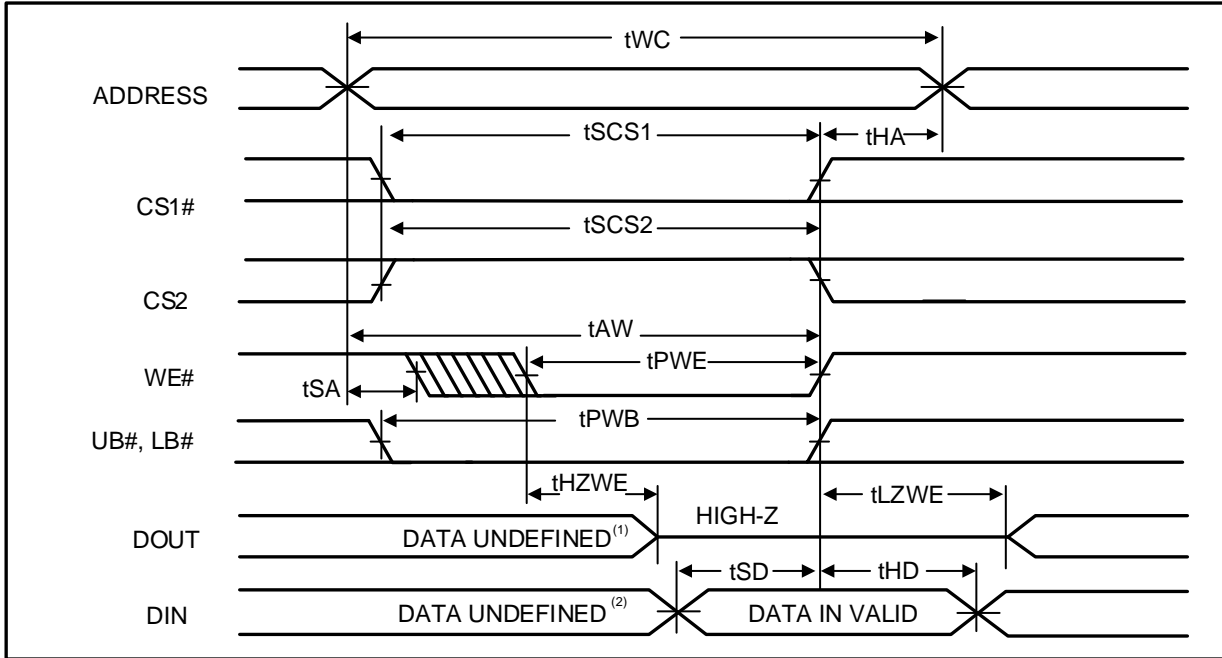 tWC
ADDRESS
tSCS1
tHA
CS1#
tSCS2
CS2
tAW
WE#
tPWE
tSA
tPWB
UB#, LB#
tHZWE
tLZWE
HIGH-Z
DOUT
DATA UNDEFINED(1)
tSD
tHD
DIN
DATA UNDEFINED (2)
DATA IN VALID